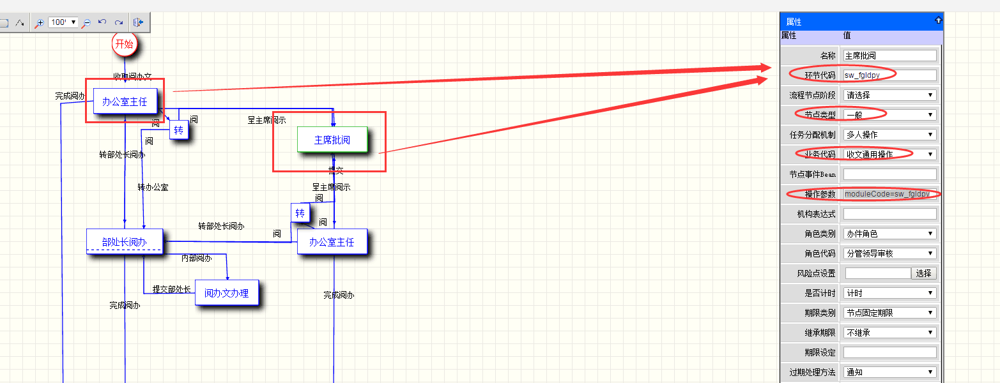 100%
开始
收取阅办文
完成阅办
办公室主任
阅
阅
转
阅
呈主席阅示
主席批阅
转部处长阅办
提交
转办公室
呈主席阅示
阅
转
阅
转部处长阅办
阅
部处长阅办
办公室主任
内部阅办
提交部处长
阅办文办理
完成阅办
完成阅办
属性
属性 值
名称 主席批阅
环节代码 sw_fgldpy
流程节点阶段 请选择
节点类型 一般
任务分配机制 多人操作
业务代码 收文通用操作
节点事件Bean
操作参数 moduleCode=sw_fgldpy
机构表达式
角色类别 办件角色
角色代码 分管领导审核
风险点设置 选择
是否计时 计时
期限类别 节点固定期限
继承期限 不继承
期限设定
过期处理方法 通知